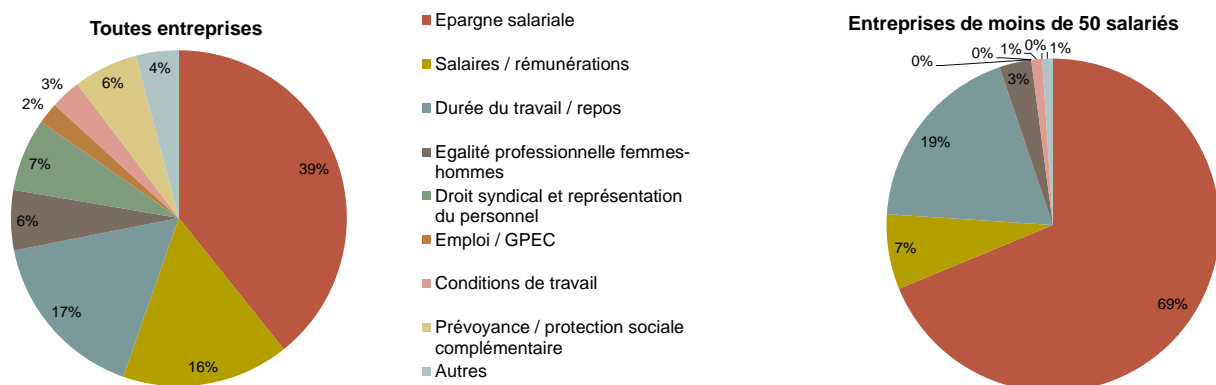 Toutes entreprises
39%
16%
17%
6%
7%
2%
3%
6%
4%
Epargne salariale
Salaires / rémunérations
Durée du travail / repos
Egalité professionnelle femmes-
hommes
Droit syndical et représentation
du personnel
Emploi / GPEC
Conditions de travail
Prévoyance / protection sociale
complémentaire
Autres
Entreprises de moins de 50 salariés
69%
7%
19%
3%
0%
0%
1%
0%
1%